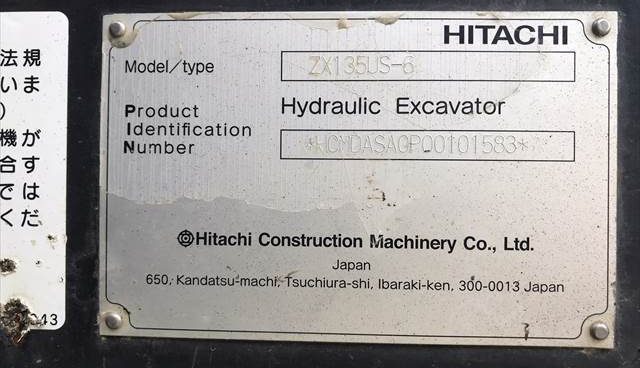 法規
いま
)
機が
合す
では
くだ
043
HITACHI
Model/type ZX135US-6
Hydraulic Excavator
Product
Identification
Number *HCMDASA0P00101583*
Hitachi Construction Machinery Co., Ltd.
Japan
650, Kandatsu-machi, Tsuchiura-shi, Ibaraki-ken, 300-0013 Japan